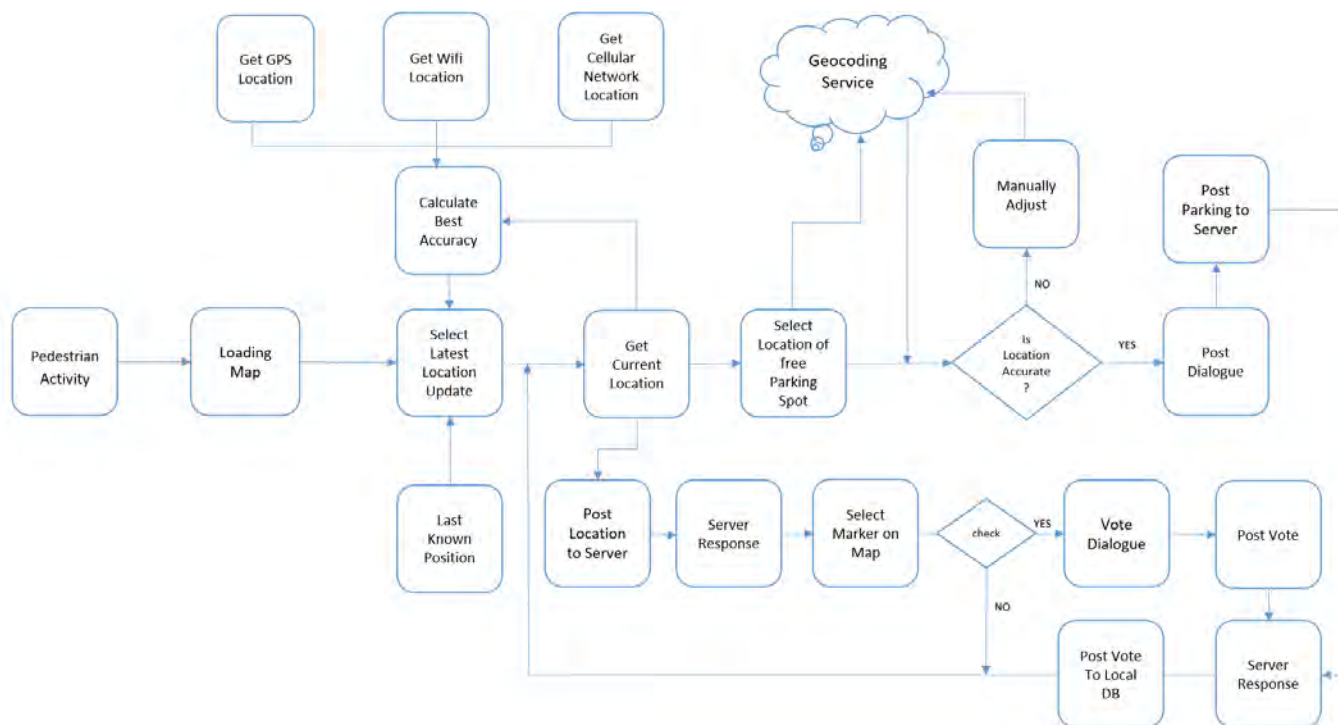 Get GPS
Location
Get Wifi
Location
Get
Cellular
Network
Location
Geocoding
Service
Calculate
Best
Accuracy
Manually
Adjust
Post
Parking to
Server
NO
Pedestrian
Activity
Loading
Map
Select
Latest
Location
Update
Get
Current
Location
Select
Location of
free
Parking
Spot
Is
Location
Accurate
?
YES
Post
Dialogue
Last
Known
Position
Post
Location
to Server
Server
Response
Select
Marker on
Map
check
YES
Vote
Dialogue
Post Vote
NO
Post Vote
To Local
DB
Server
Response